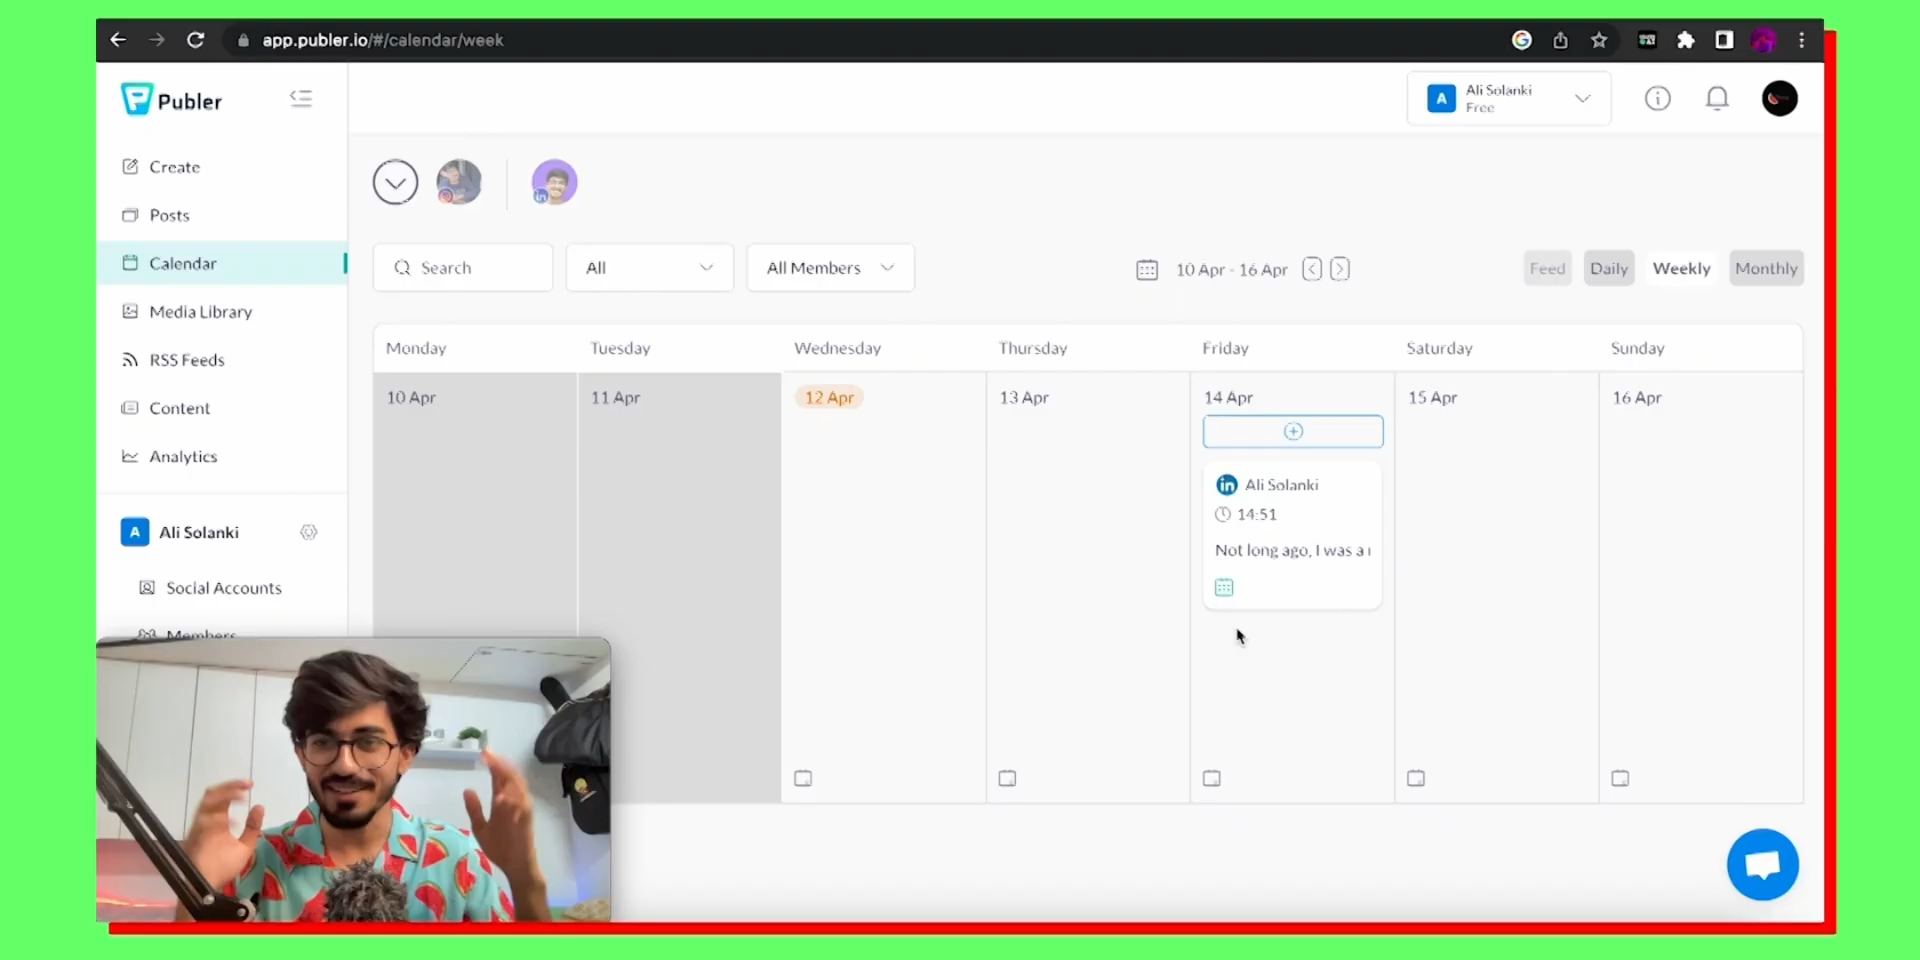 app.publer.io/#/calendar/week
Publer
Ali Solanki
Free
Create
Posts
Calendar
Media Library
RSS Feeds
Content
Analytics
A Ali Solanki
Social Accounts
Members
Search
All
All Members
10 Apr - 16 Apr
Feed Daily Weekly Monthly
Monday Tuesday Wednesday Thursday Friday Saturday Sunday
10 Apr 11 Apr 12 Apr 13 Apr 14 Apr 15 Apr 16 Apr
in Ali Solanki
14:51
Not long ago, I was a